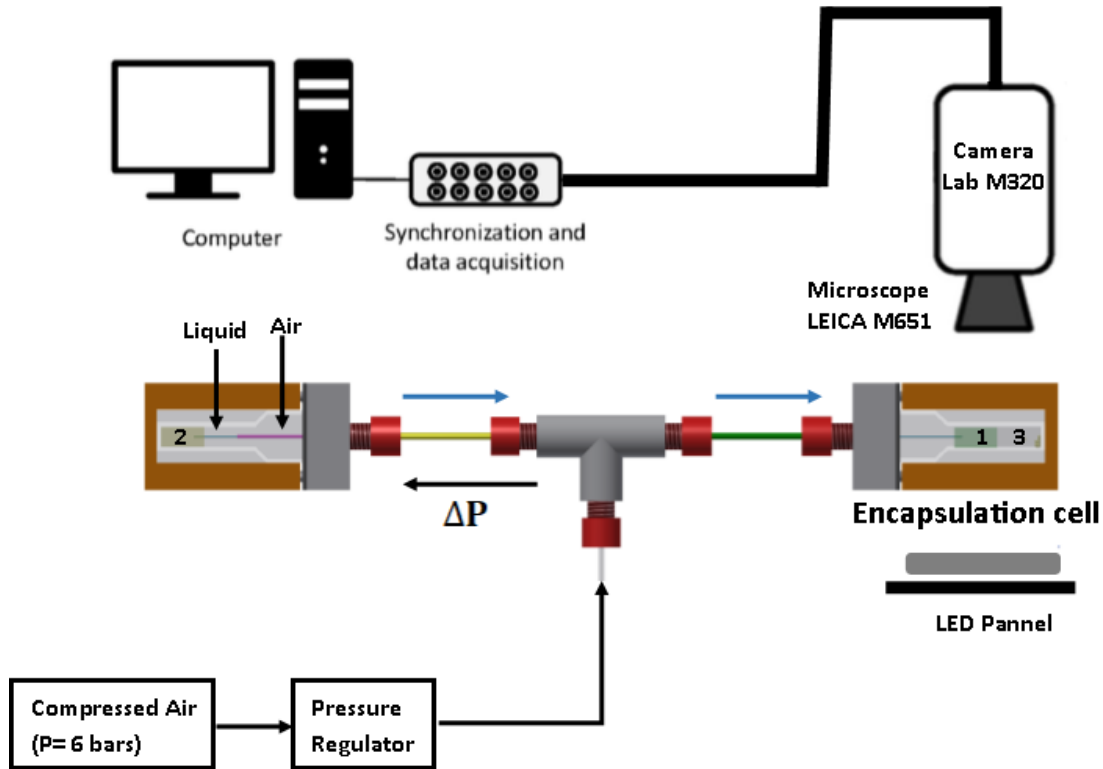 Camera
Lab M320
Computer
Synchronization and
data acquisition
Microscope
LEICA M651
Liquid
Air
2
1
3
ΔP
Encapsulation cell
LED Pannel
Compressed Air
(P= 6 bars)
Pressure
Regulator